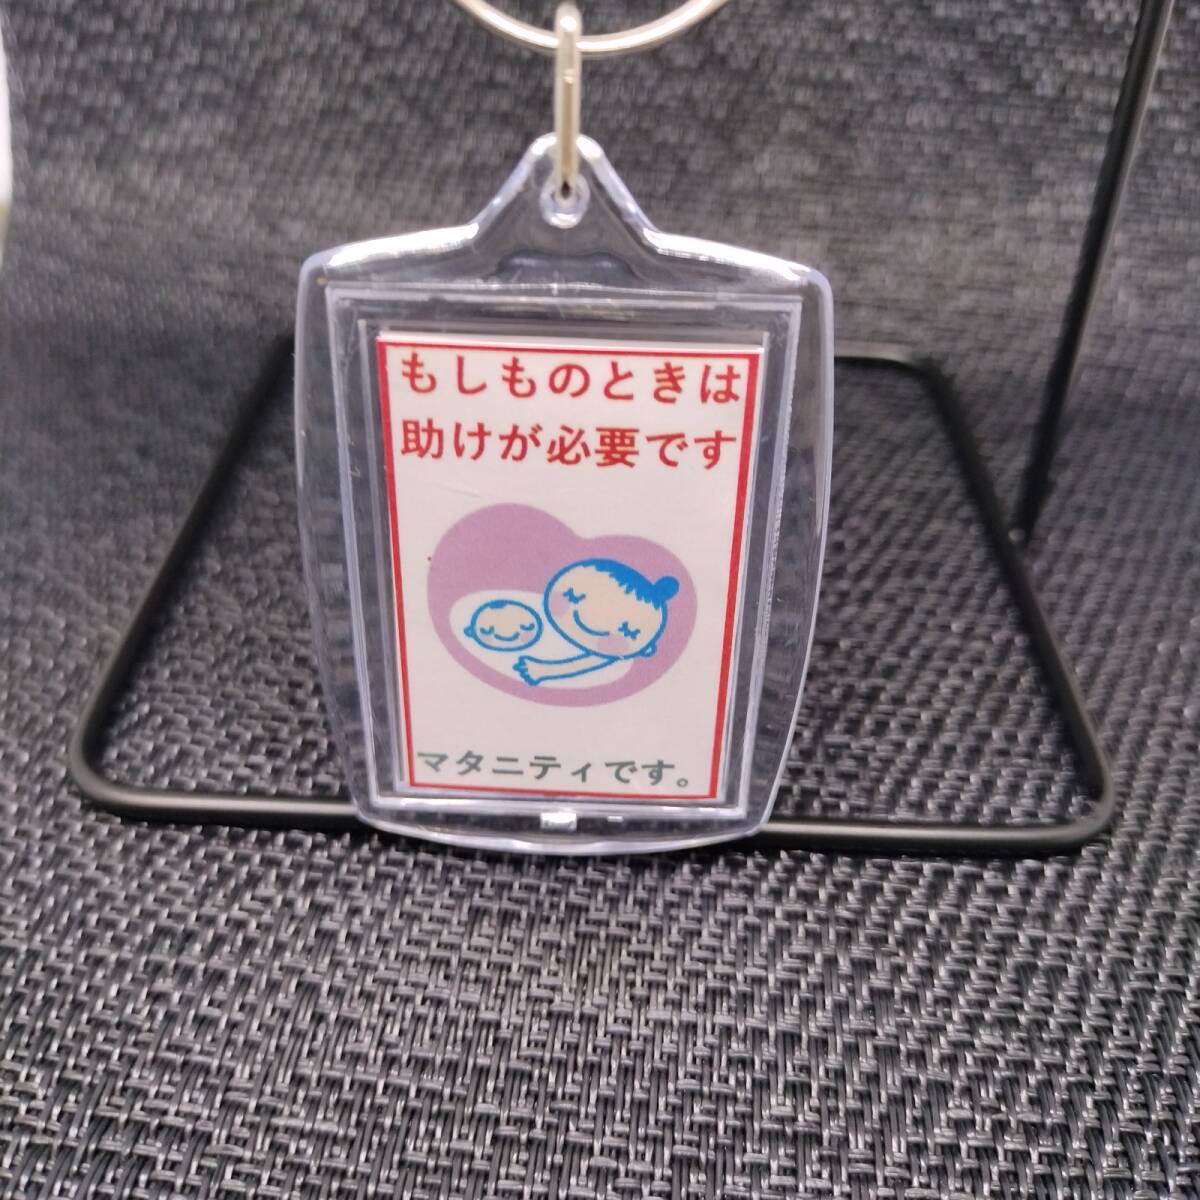 もしものときは
助けが必要です
マタニティです。